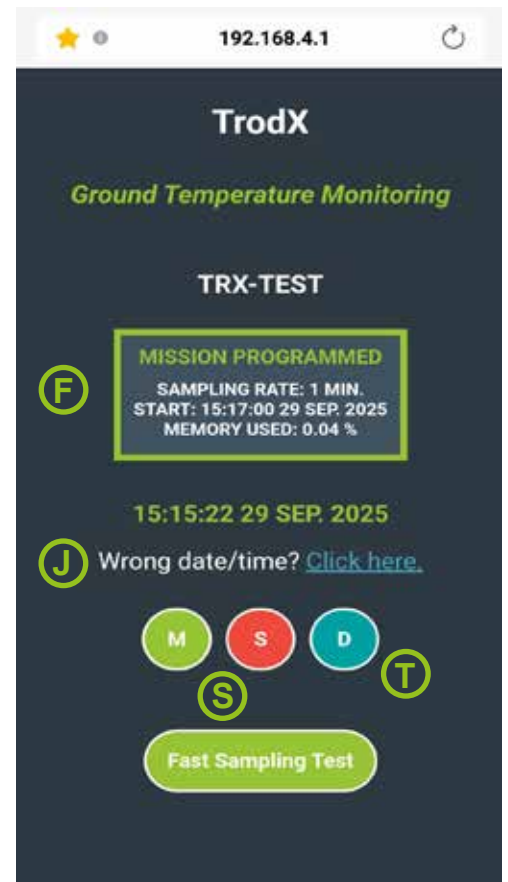 192.168.4.1
TrodX
Ground Temperature Monitoring
TRX-TEST
MISSION PROGRAMMED
F
SAMPLING RATE: 1 MIN.
START: 15:17:00 29 SEP. 2025
MEMORY USED: 0.04 %
15:15:22 29 SEP. 2025
J Wrong date/time? Click here.
M S D
S T
Fast Sampling Test